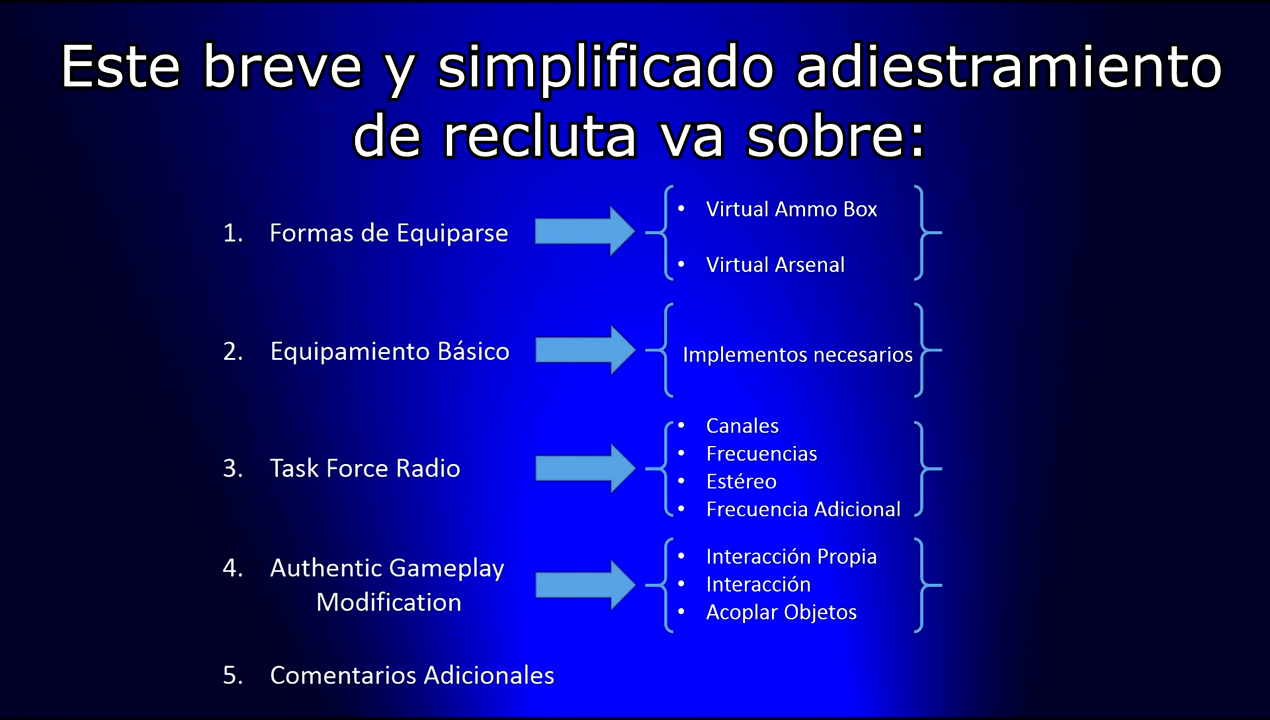 Este breve y simplificado adiestramiento
de recluta va sobre:
1. Formas de Equiparse
• Virtual Ammo Box
• Virtual Arsenal
2. Equipamiento Básico
Implementos necesarios
3. Task Force Radio
• Canales
• Frecuencias
• Estéreo
• Frecuencia Adicional
4. Authentic Gameplay
Modification
• Interacción Propia
• Interacción
• Acoplar Objetos
5. Comentarios Adicionales